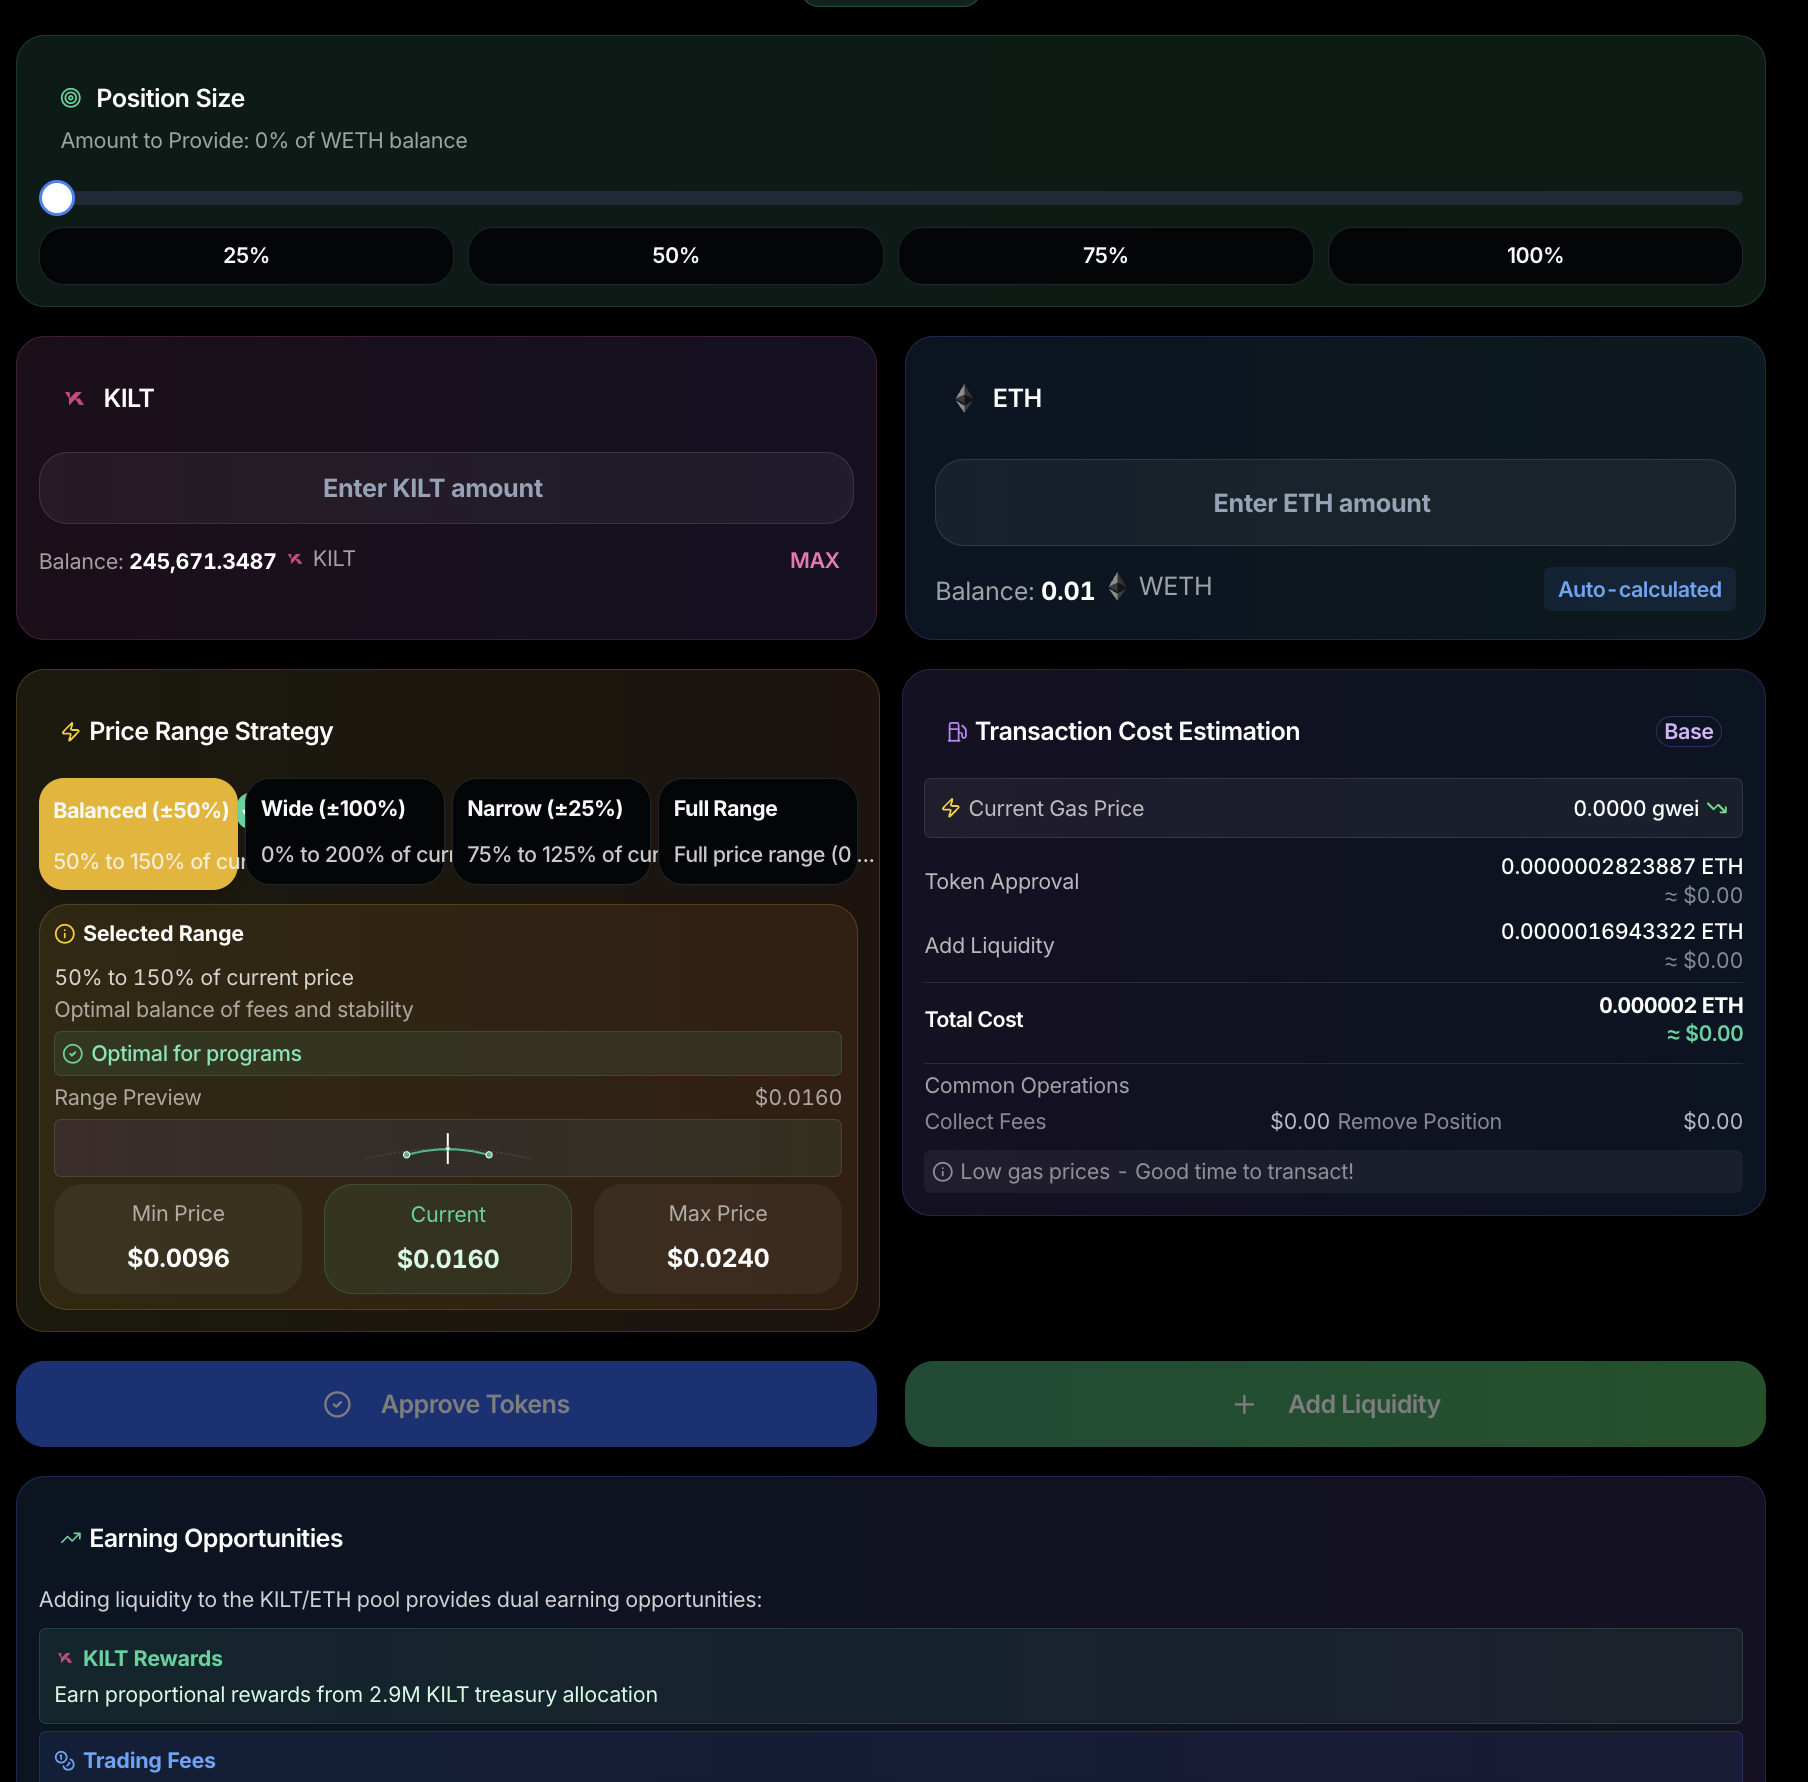 Position Size
Amount to Provide: 0% of WETH balance
25%
50%
75%
100%
KILT
Enter KILT amount
Balance: 245,671.3487 KILT
MAX
ETH
Enter ETH amount
Balance: 0.01 WETH
Auto-calculated
Price Range Strategy
Balanced (±50%)
50% to 150% of cur
Wide (±100%)
0% to 200% of curr
Narrow (±25%)
75% to 125% of cur
Full Range
Full price range (0 ...
Selected Range
50% to 150% of current price
Optimal balance of fees and stability
Optimal for programs
Range Preview
$0.0160
Min Price
$0.0096
Current
$0.0160
Max Price
$0.0240
Transaction Cost Estimation
Base
Current Gas Price
0.0000 gwei
Token Approval
0.0000002823887 ETH
≈ $0.00
Add Liquidity
0.0000016943322 ETH
≈ $0.00
Total Cost
0.000002 ETH
≈ $0.00
Common Operations
Collect Fees $0.00 Remove Position $0.00
Low gas prices - Good time to transact!
Approve Tokens
Add Liquidity
Earning Opportunities
Adding liquidity to the KILT/ETH pool provides dual earning opportunities:
KILT Rewards
Earn proportional rewards from 2.9M KILT treasury allocation
Trading Fees